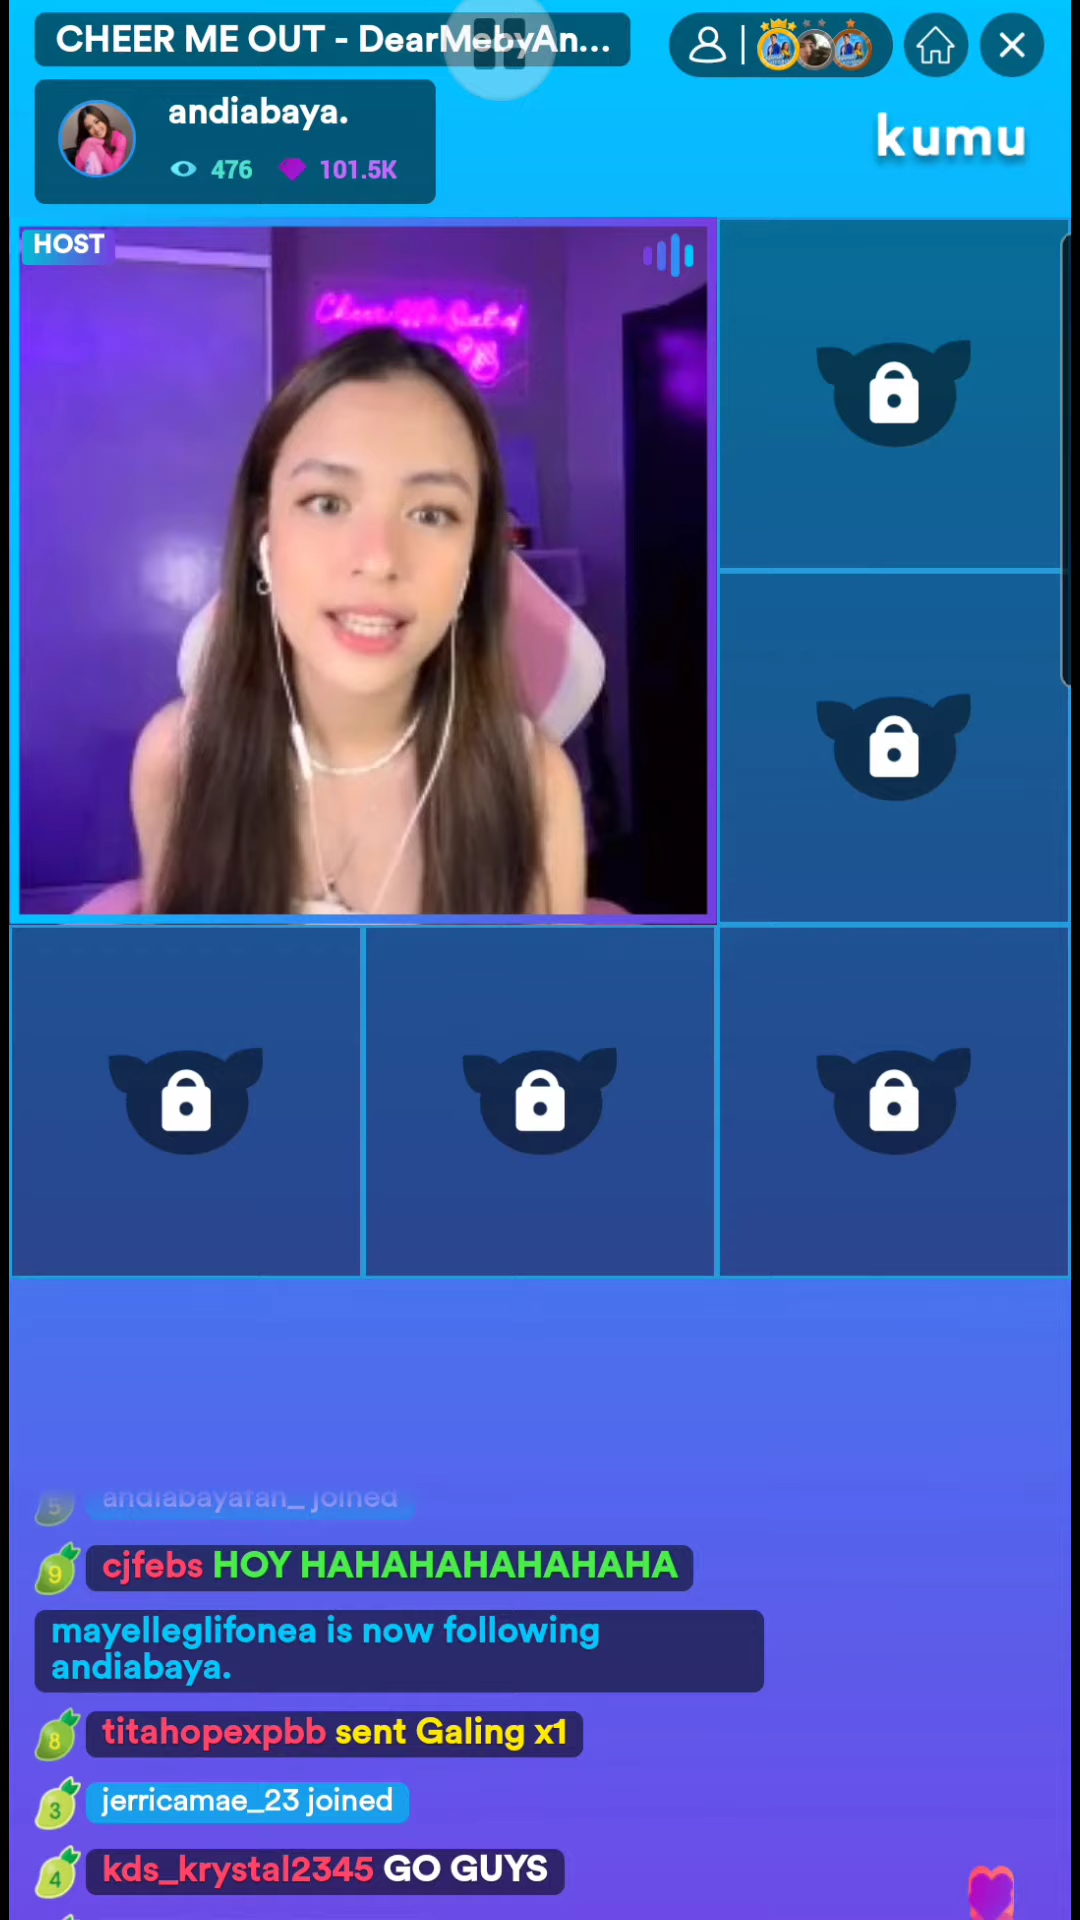 CHEER ME OUT - DearMebyAn...
andiabaya.
476 101.5K
kumu
HOST
5 andiabayafan_ joined
9 cjfebs HOY HAHAHAHAHAHAHA
mayelleglifonea is now following
andiabaya.
8 titahopexpbb sent Galing x1
3 jerricamae_23 joined
4 kds_krystal2345 GO GUYS